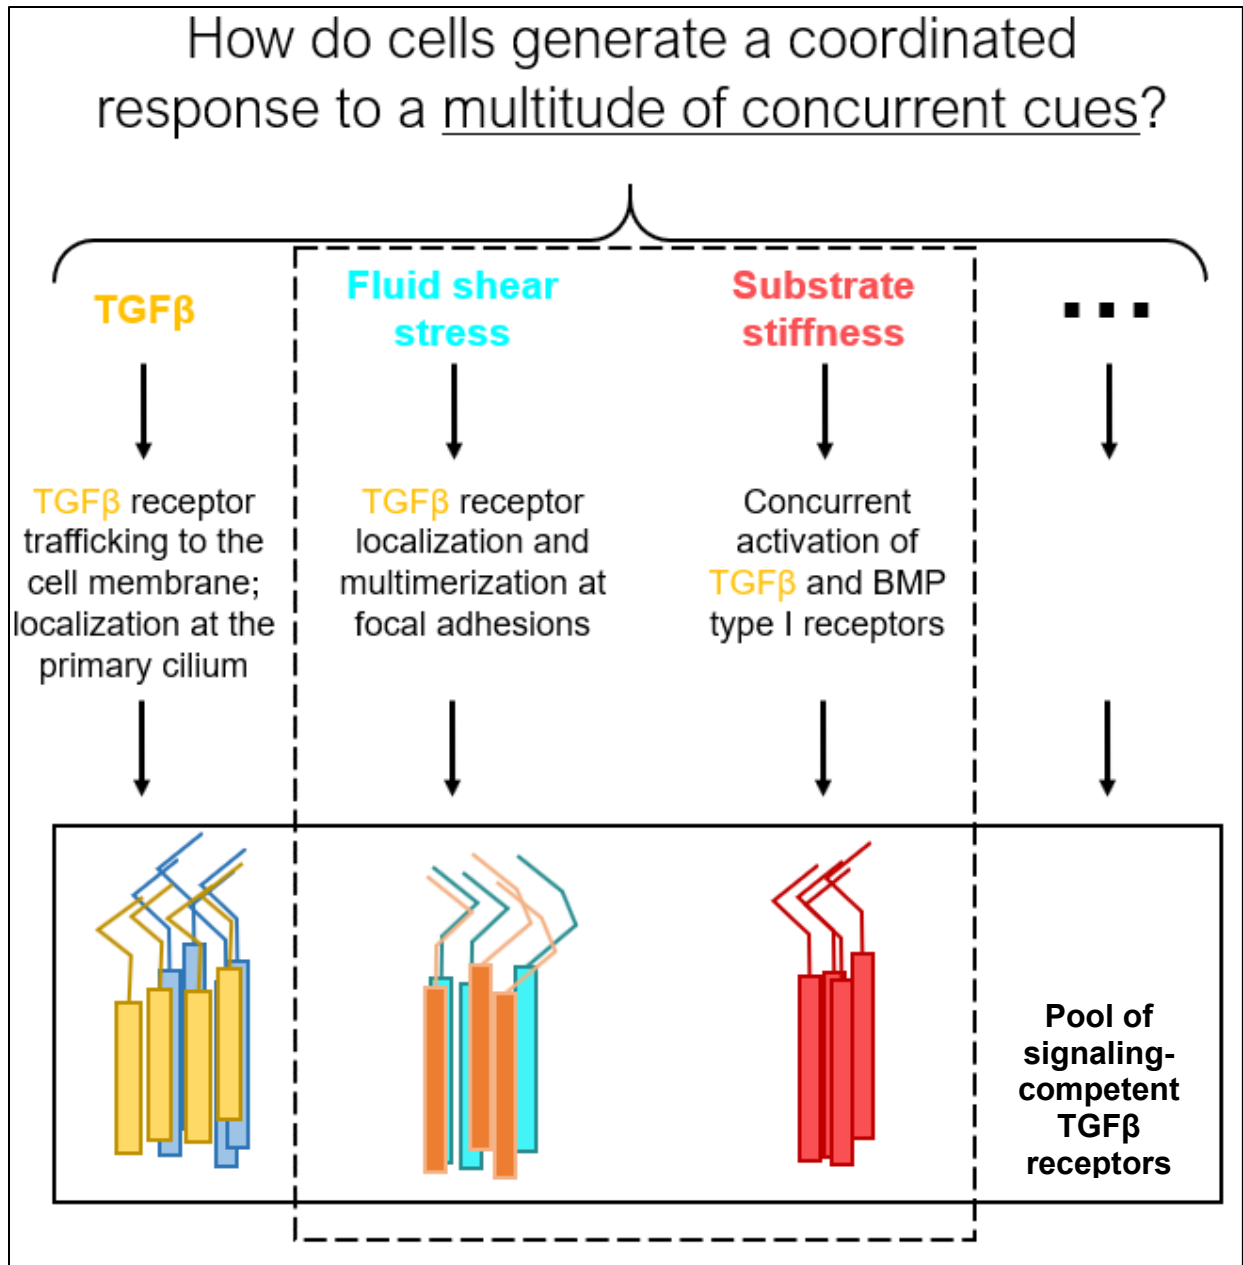 How do cells generate a coordinated
response to a multitude of concurrent cues?
TGFβ
Fluid shear
stress
Substrate
stiffness
...
TGFβ receptor
trafficking to the
cell membrane;
localization at the
primary cilium
TGFβ receptor
localization and
multimerization at
focal adhesions
Concurrent
activation of
TGFβ and BMP
type I receptors
Pool of
signaling-
competent
TGFβ
receptors